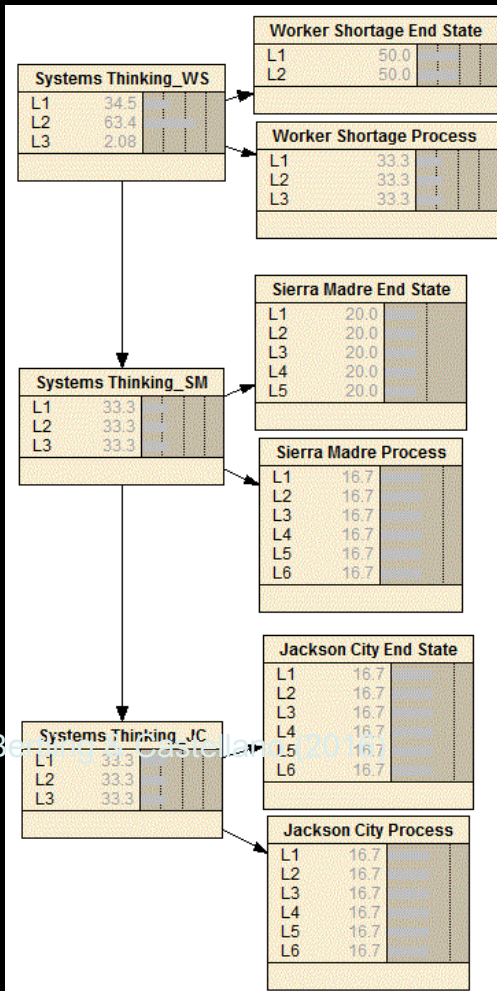 Worker Shortage End State
L1 50.0
L2 50.0
Systems Thinking_WS
L1 34.5
L2 63.4
L3 2.08
Worker Shortage Process
L1 33.3
L2 33.3
L3 33.3
Sierra Madre End State
L1 20.0
L2 20.0
L3 20.0
L4 20.0
L5 20.0
Systems Thinking_SM
L1 33.3
L2 33.3
L3 33.3
Sierra Madre Process
L1 16.7
L2 16.7
L3 16.7
L4 16.7
L5 16.7
L6 16.7
Jackson City End State
L1 16.7
L2 16.7
L3 16.7
L4 16.7
L5 16.7
L6 16.7
Systems Thinking_JC
L1 33.3
L2 33.3
L3 33.3
Jackson City Process
L1 16.7
L2 16.7
L3 16.7
L4 16.7
L5 16.7
L6 16.7